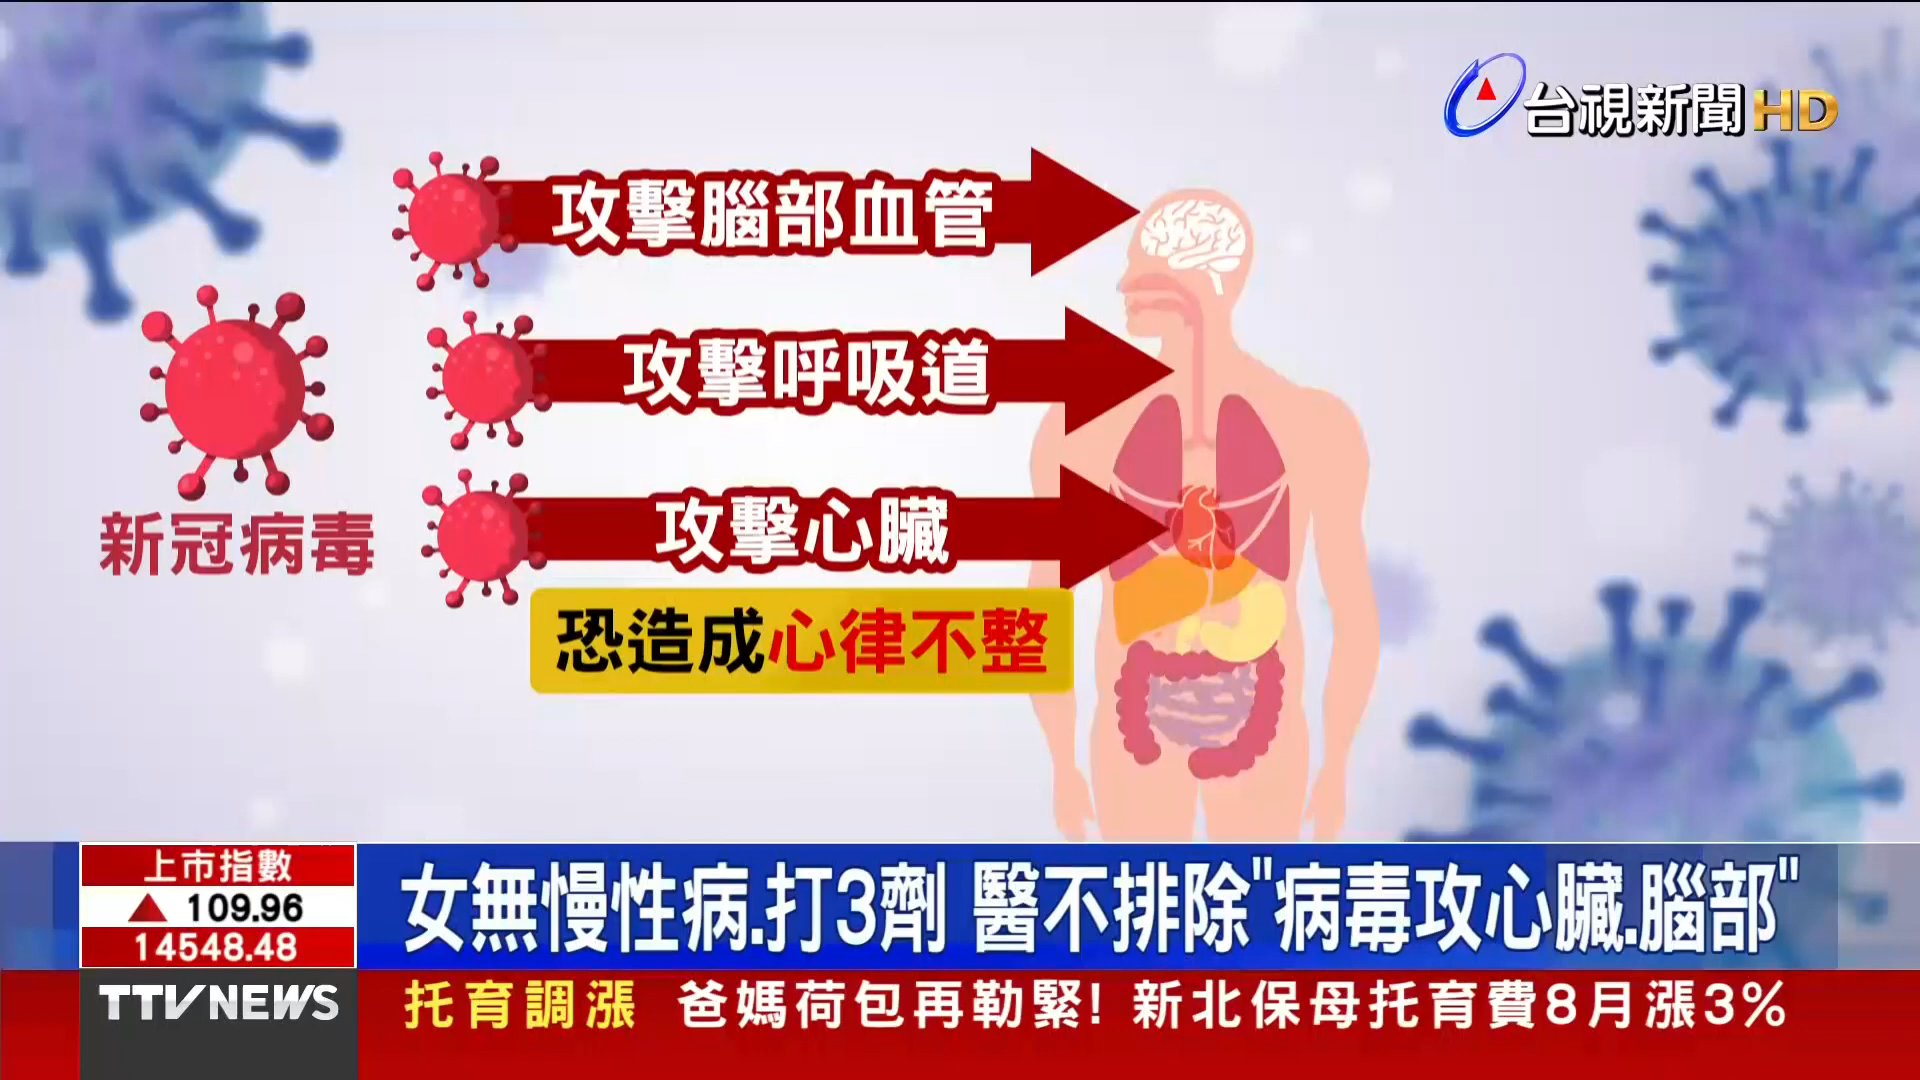 台視新聞HD
攻擊腦部血管
攻擊呼吸道
攻擊心臟
新冠病毒
恐造成心律不整
上市指數
▲ 109.96
14548.48
女無慢性病.打3劑 醫不排除"病毒攻心臟.腦部"
TTV NEWS
托育調漲 爸媽荷包再勒緊! 新北保母托育費8月漲3%